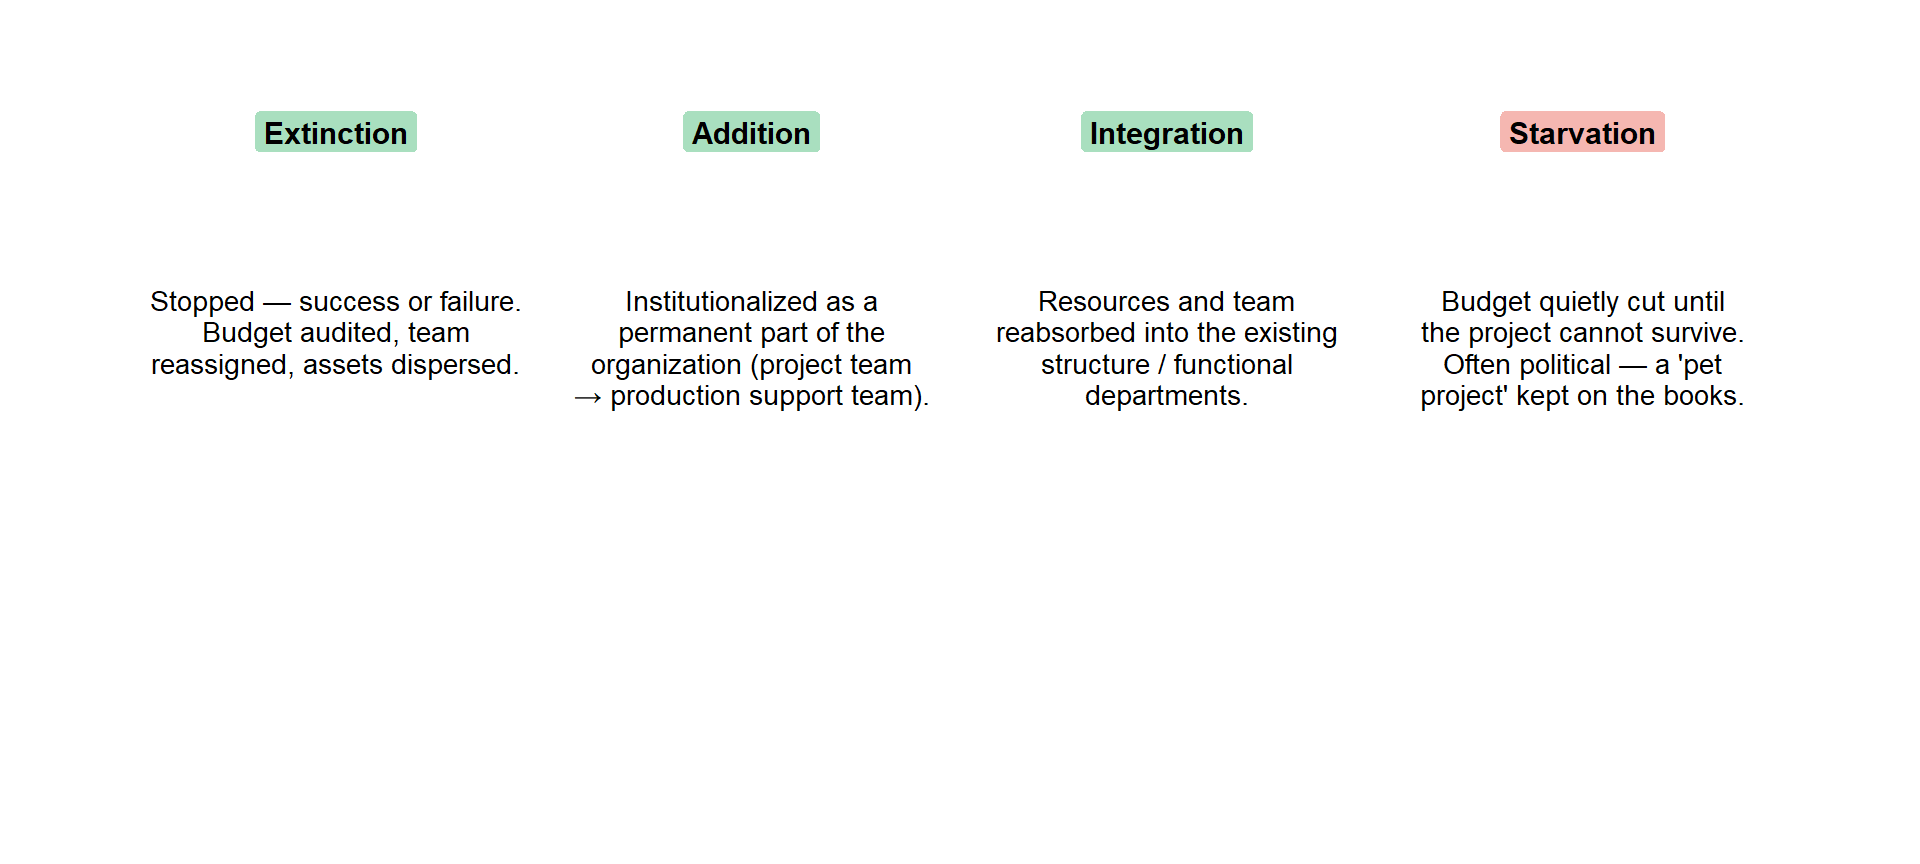 Extinction
Addition
Integration
Starvation
Stopped — success or failure.
Budget audited, team
reassigned, assets dispersed.
Institutionalized as a
permanent part of the
organization (project team
→ production support team).
Resources and team
reabsorbed into the existing
structure / functional
departments.
Budget quietly cut until
the project cannot survive.
Often political — a 'pet
project' kept on the books.